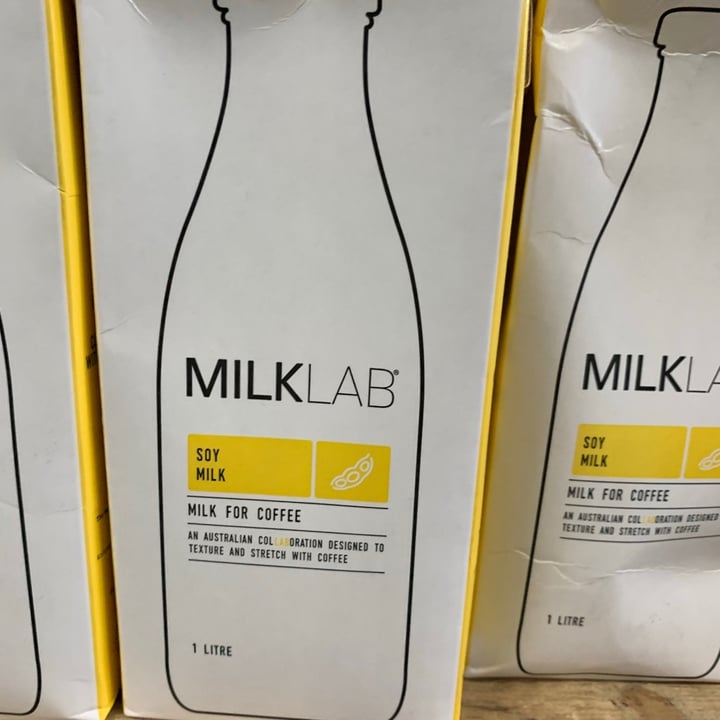 MILKLAB®
SOY
MILK
MILK FOR COFFEE
AN AUSTRALIAN COLLABORATION DESIGNED TO
TEXTURE AND STRETCH WITH COFFEE
1 LITRE
MILKLA
SOY
MILK
MILK FOR COFFEE
AN AUSTRALIAN COLLABORATION DESIGNED
TEXTURE AND STRETCH WITH COFFEE
1 LITRE